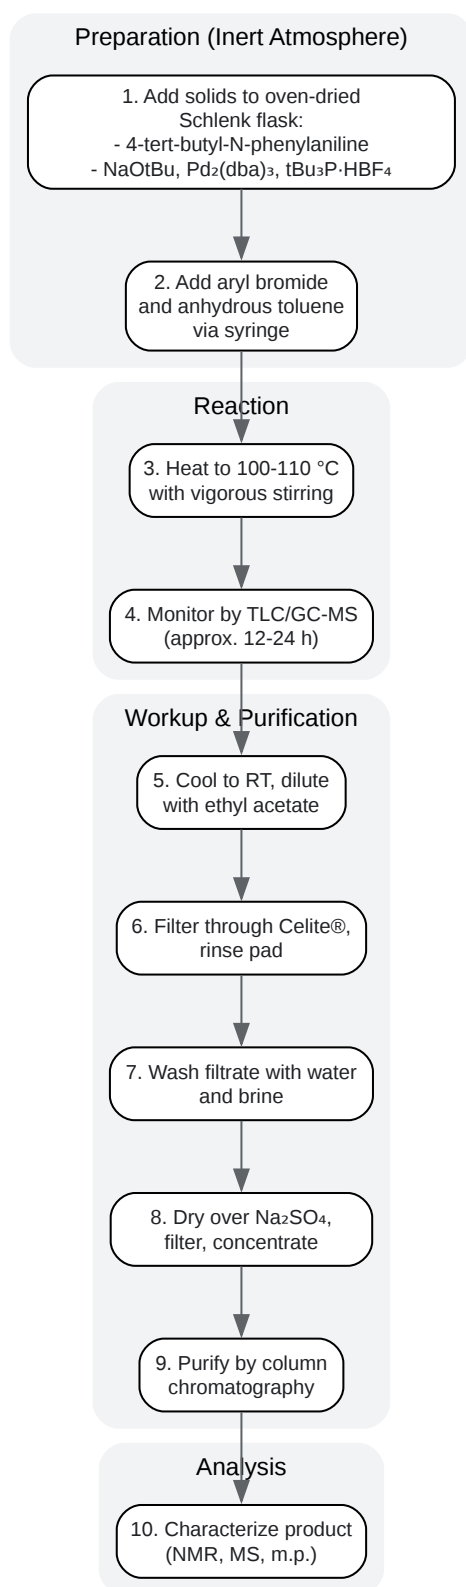 Preparation (Inert Atmosphere)
1. Add solids to oven-dried
Schlenk flask:
- 4-tert-butyl-N-phenylaniline
- NaOtBu, Pd₂(dba)₃, tBu₃P·HBF₄
2. Add aryl bromide
and anhydrous toluene
via syringe
Reaction
3. Heat to 100-110 °C
with vigorous stirring
4. Monitor by TLC/GC-MS
(approx. 12-24 h)
Workup & Purification
5. Cool to RT, dilute
with ethyl acetate
6. Filter through Celite®,
rinse pad
7. Wash filtrate with water
and brine
8. Dry over Na₂SO₄,
filter, concentrate
9. Purify by column
chromatography
Analysis
10. Characterize product
(NMR, MS, m.p.)